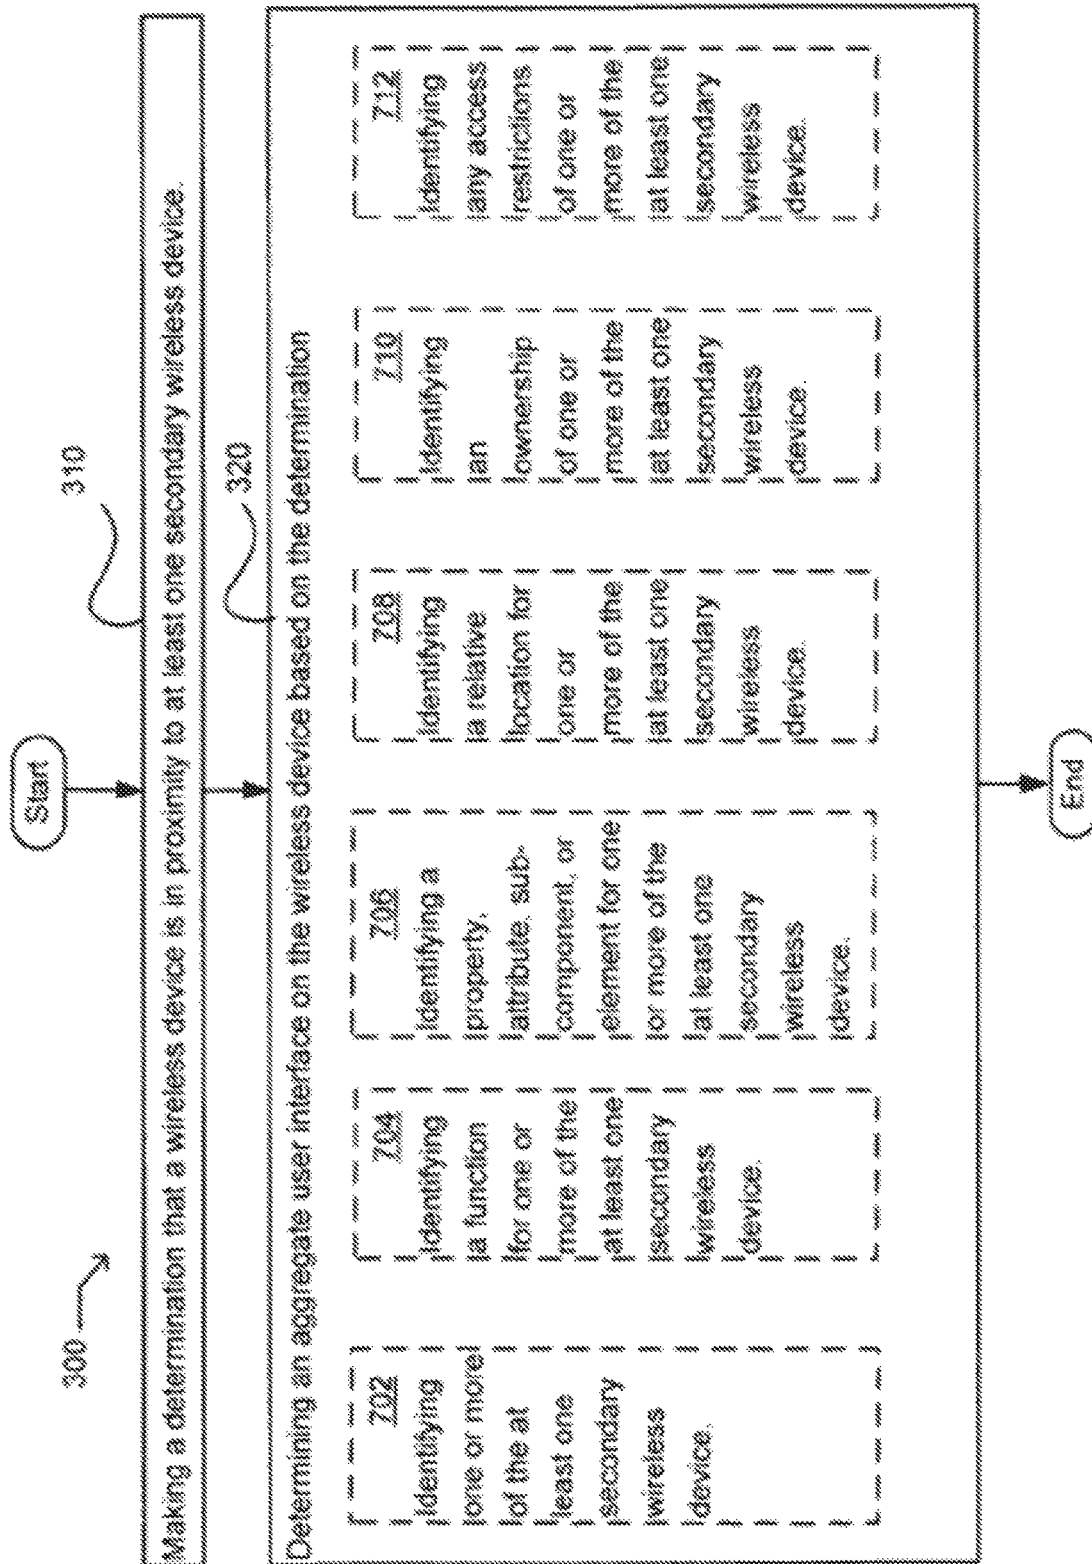 300
Start
310
Making a determination that a wireless device is in proximity to at least one secondary wireless device.
320
Determining an aggregate user interface on the wireless device based on the determination
702
Identifying
one or more
of the at
least one
secondary
wireless
device.
704
Identifying
a function
for one or
more of the
at least one
secondary
wireless
device.
706
Identifying a
property,
attribute, sub-
component, or
element for one
or more of the
at least one
secondary
wireless
device.
708
Identifying
a relative
location for
one or
more of the
at least one
secondary
wireless
device.
710
Identifying
an
ownership
of one or
more of the
at least one
secondary
wireless
device.
712
Identifying
any access
restrictions
of one or
more of the
at least one
secondary
wireless
device.
End